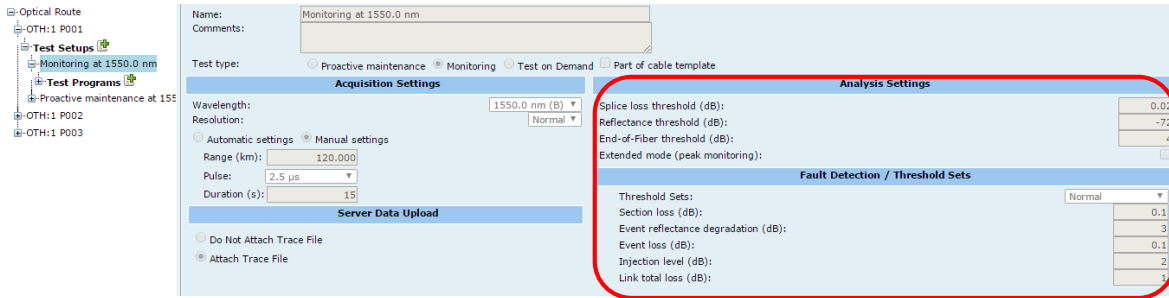 Optical Route
OTH:1 P001
Test Setups
Monitoring at 1550.0 nm
Test Programs
Proactive maintenance at 155
OTH:1 P002
OTH:1 P003
Name: Monitoring at 1550.0 nm
Comments:
Test type: Proactive maintenance Monitoring Test on Demand Part of cable template
Acquisition Settings
Wavelength: 1550.0 nm (B)
Resolution: Normal
Automatic settings Manual settings
Range (km): 120.000
Pulse: 2.5 µs
Duration (s): 15
Server Data Upload
Do Not Attach Trace File
Attach Trace File
Analysis Settings
Splice loss threshold (dB): 0.02
Reflectance threshold (dB): -72
End-of-Fiber threshold (dB): 4
Extended mode (peak monitoring):
Fault Detection / Threshold Sets
Threshold Sets: Normal
Section loss (dB): 0.1
Event reflectance degradation (dB): 3
Event loss (dB): 0.1
Injection level (dB): 2
Link total loss (dB): 1